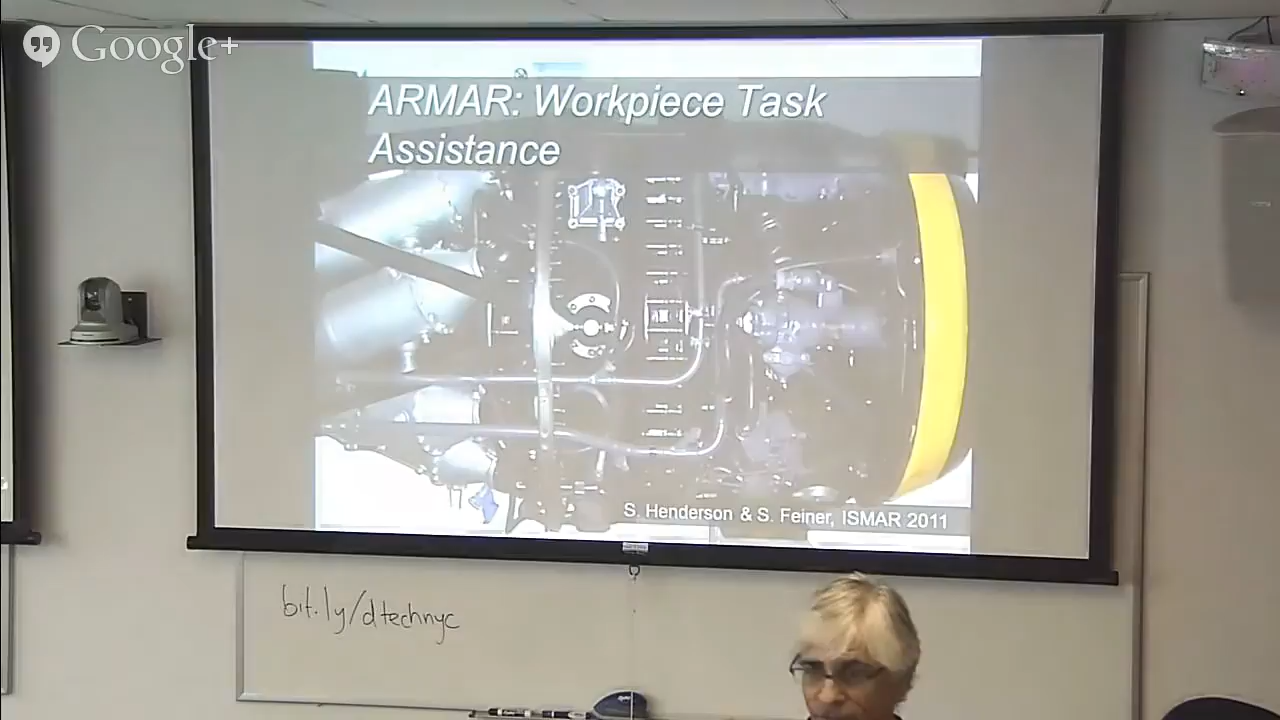 Google+
ARMAR: Workpiece Task
Assistance
S. Henderson & S. Feiner, ISMAR 2011
bit.ly/dtechnyc